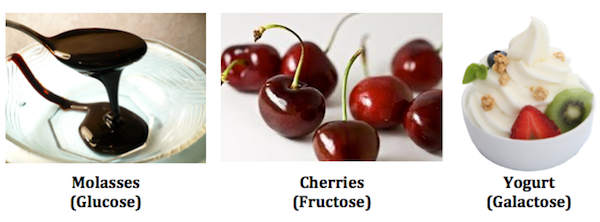 Molasses
(Glucose)
Cherries
(Fructose)
Yogurt
(Galactose)